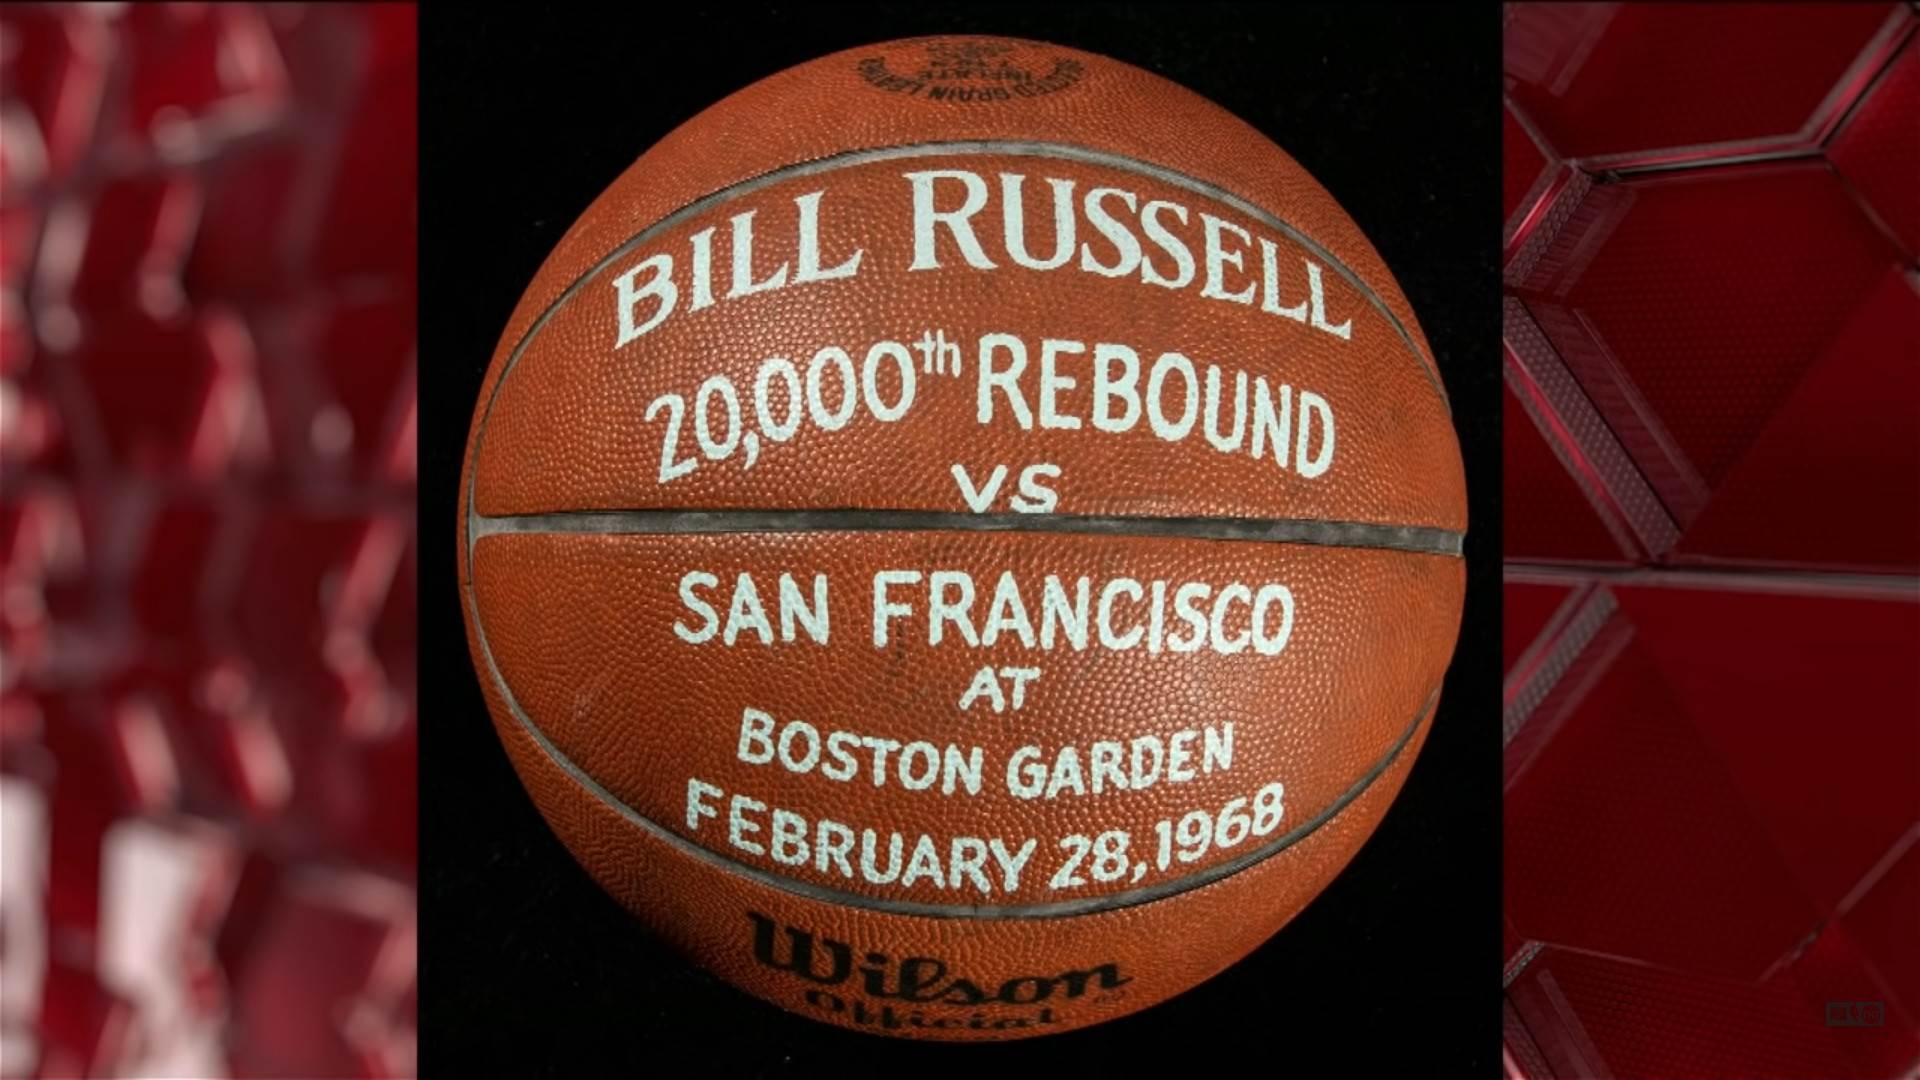 BILL RUSSELL
20,000th REBOUND
VS
SAN FRANCISCO
AT
BOSTON GARDEN
FEBRUARY 28, 1968
Wilson
Official